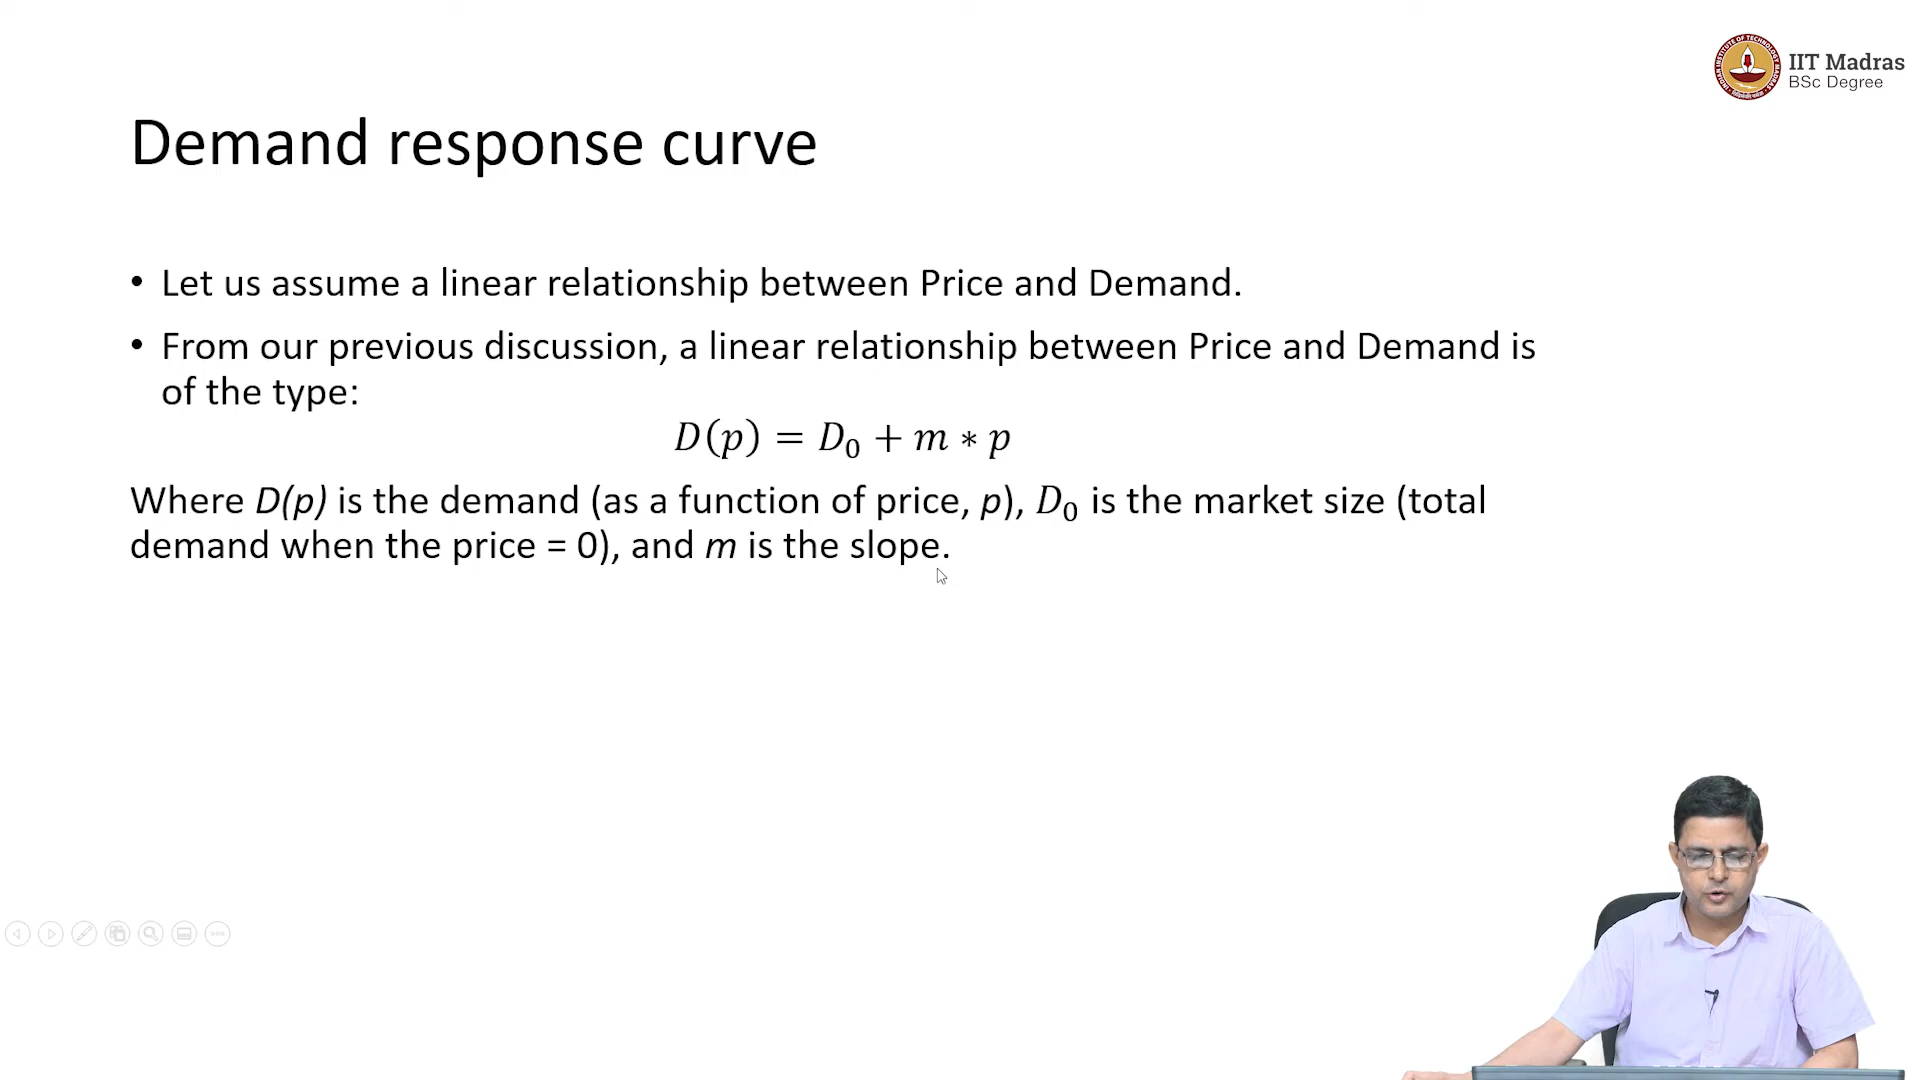 IIT Madras
BSc Degree
Demand response curve
• Let us assume a linear relationship between Price and Demand.
• From our previous discussion, a linear relationship between Price and Demand is
of the type:
D(p) = D₀ + m ∗ p
Where D(p) is the demand (as a function of price, p), D₀ is the market size (total
demand when the price = 0), and m is the slope.